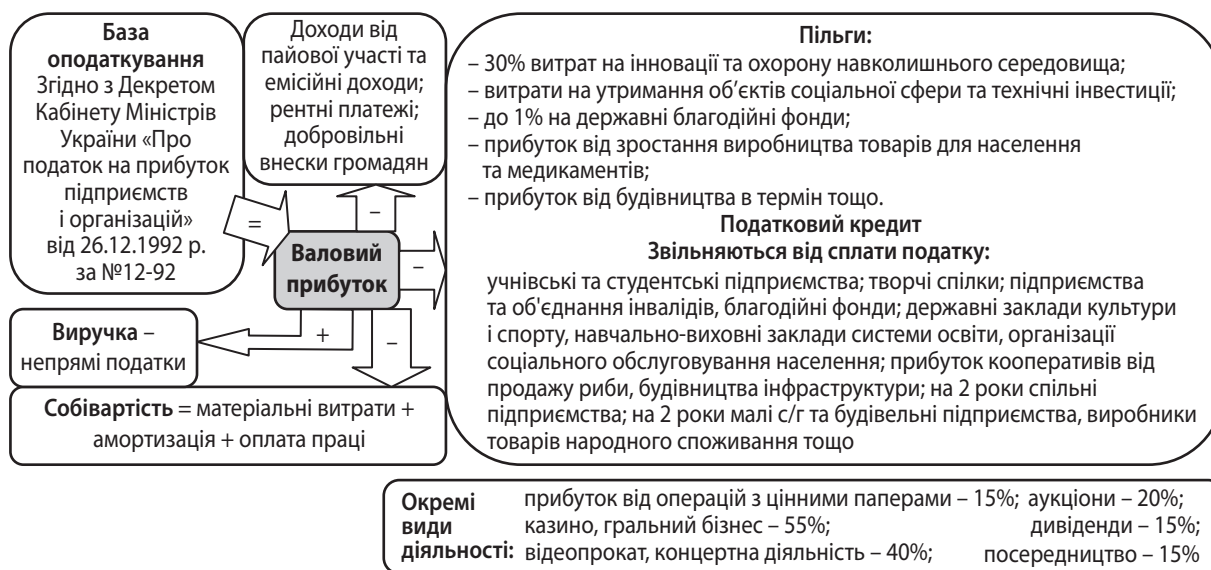 База
оподаткування
Згідно з Декретом
Кабінету Міністрів
України «Про
податок на прибуток
підприємств
і організацій»
від 26.12.1992 р.
за №12-92
Доходи від
пайової участі та
емісійні доходи;
рентні платежі;
добровільні
внески громадян
=
–
Валовий
прибуток
–
+
–
Виручка –
непрямі податки
Собівартість = матеріальні витрати +
амортизація + оплата праці
Пільги:
– 30% витрат на інновації та охорону навколишнього середовища;
– витрати на утримання об’єктів соціальної сфери та технічні інвестиції;
– до 1% на державні благодійні фонди;
– прибуток від зростання виробництва товарів для населення
та медикаментів;
– прибуток від будівництва в термін тощо.
Податковий кредит
Звільняються від сплати податку:
учнівські та студентські підприємства; творчі спілки; підприємства
та об'єднання інвалідів, благодійні фонди; державні заклади культури
і спорту, навчально-виховні заклади системи освіти, організації
соціального обслуговування населення; прибуток кооперативів від
продажу риби, будівництва інфраструктури; на 2 роки спільні
підприємства; на 2 роки малі с/г та будівельні підприємства, виробники
товарів народного споживання тощо
Окремі
види
діяльності:
прибуток від операцій з цінними паперами – 15%; аукціони – 20%;
казино, гральний бізнес – 55%; дивіденди – 15%;
відеопрокат, концертна діяльність – 40%; посередництво – 15%